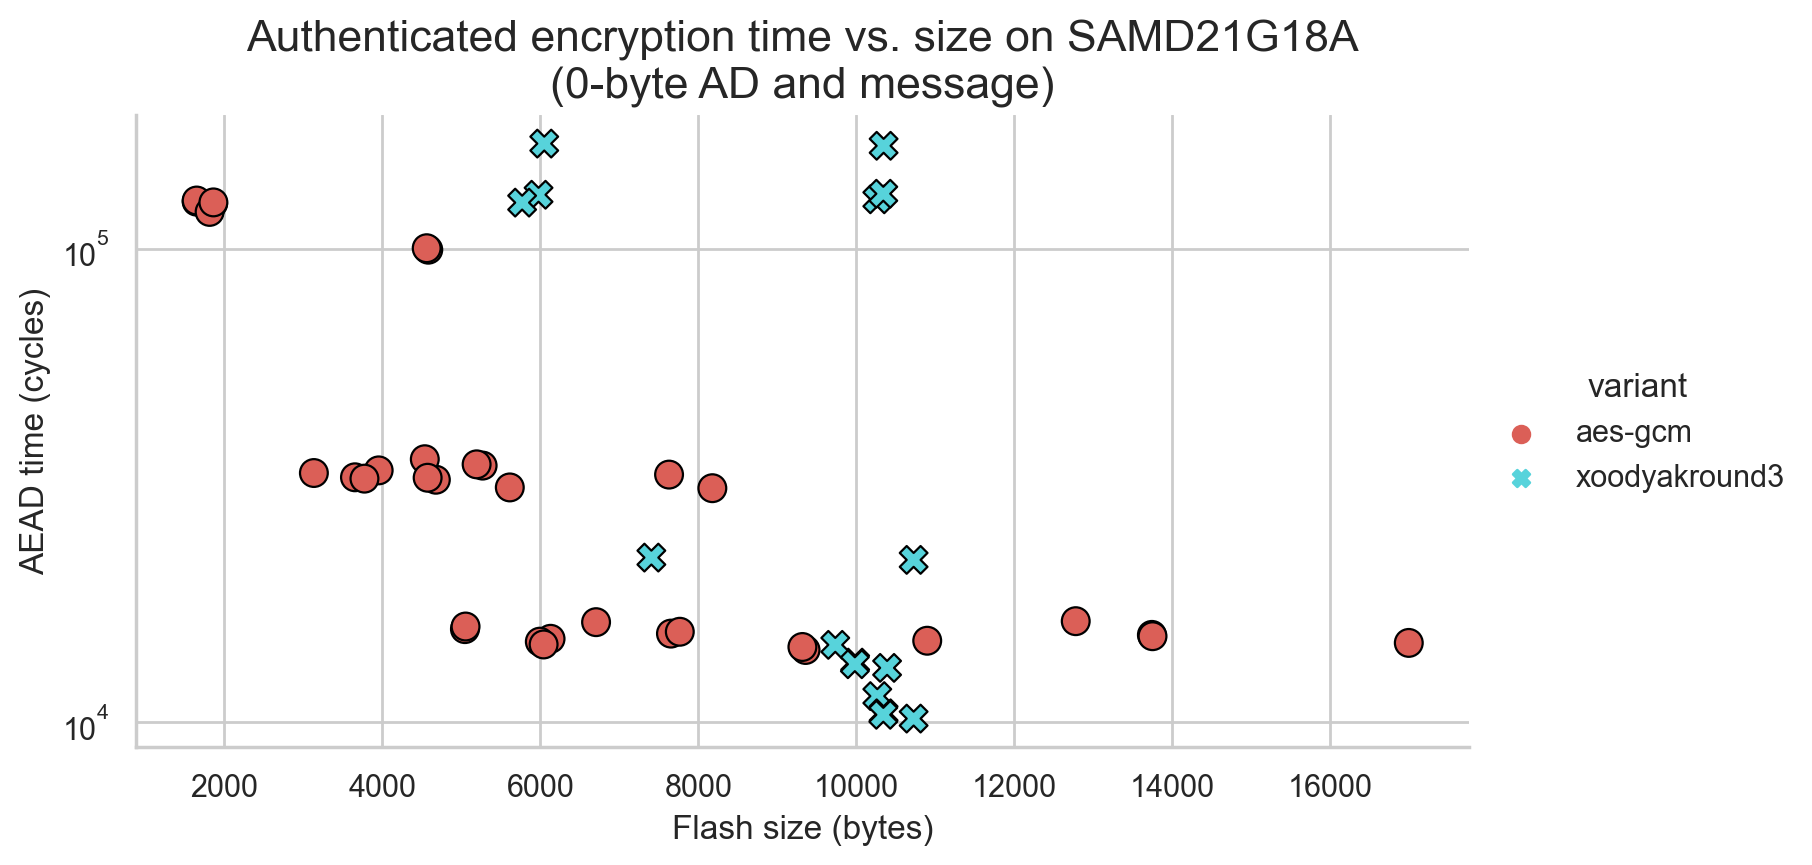 Authenticated encryption time vs. size on SAMD21G18A
(0-byte AD and message)
AEAD time (cycles)
10^5
10^4
2000 4000 6000 8000 10000 12000 14000 16000
Flash size (bytes)
variant
aes-gcm
xoodyakround3